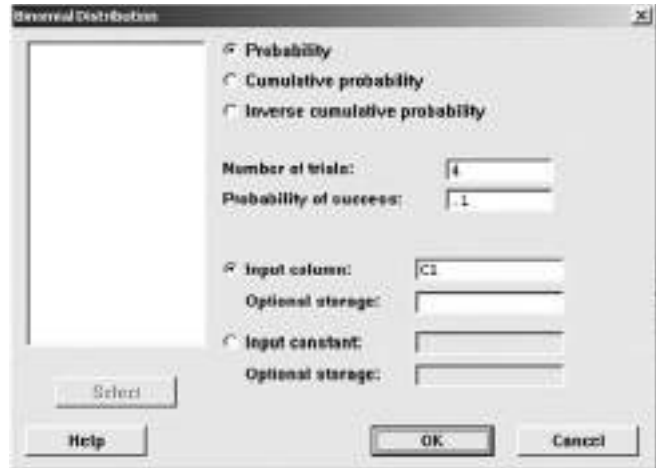 Binomial Distribution
Probability
Cumulative probability
Inverse cumulative probability
Number of trials: 4
Probability of success: .1
Input column: C1
Optional storage:
Input constant:
Optional storage:
Select
Help
OK
Cancel